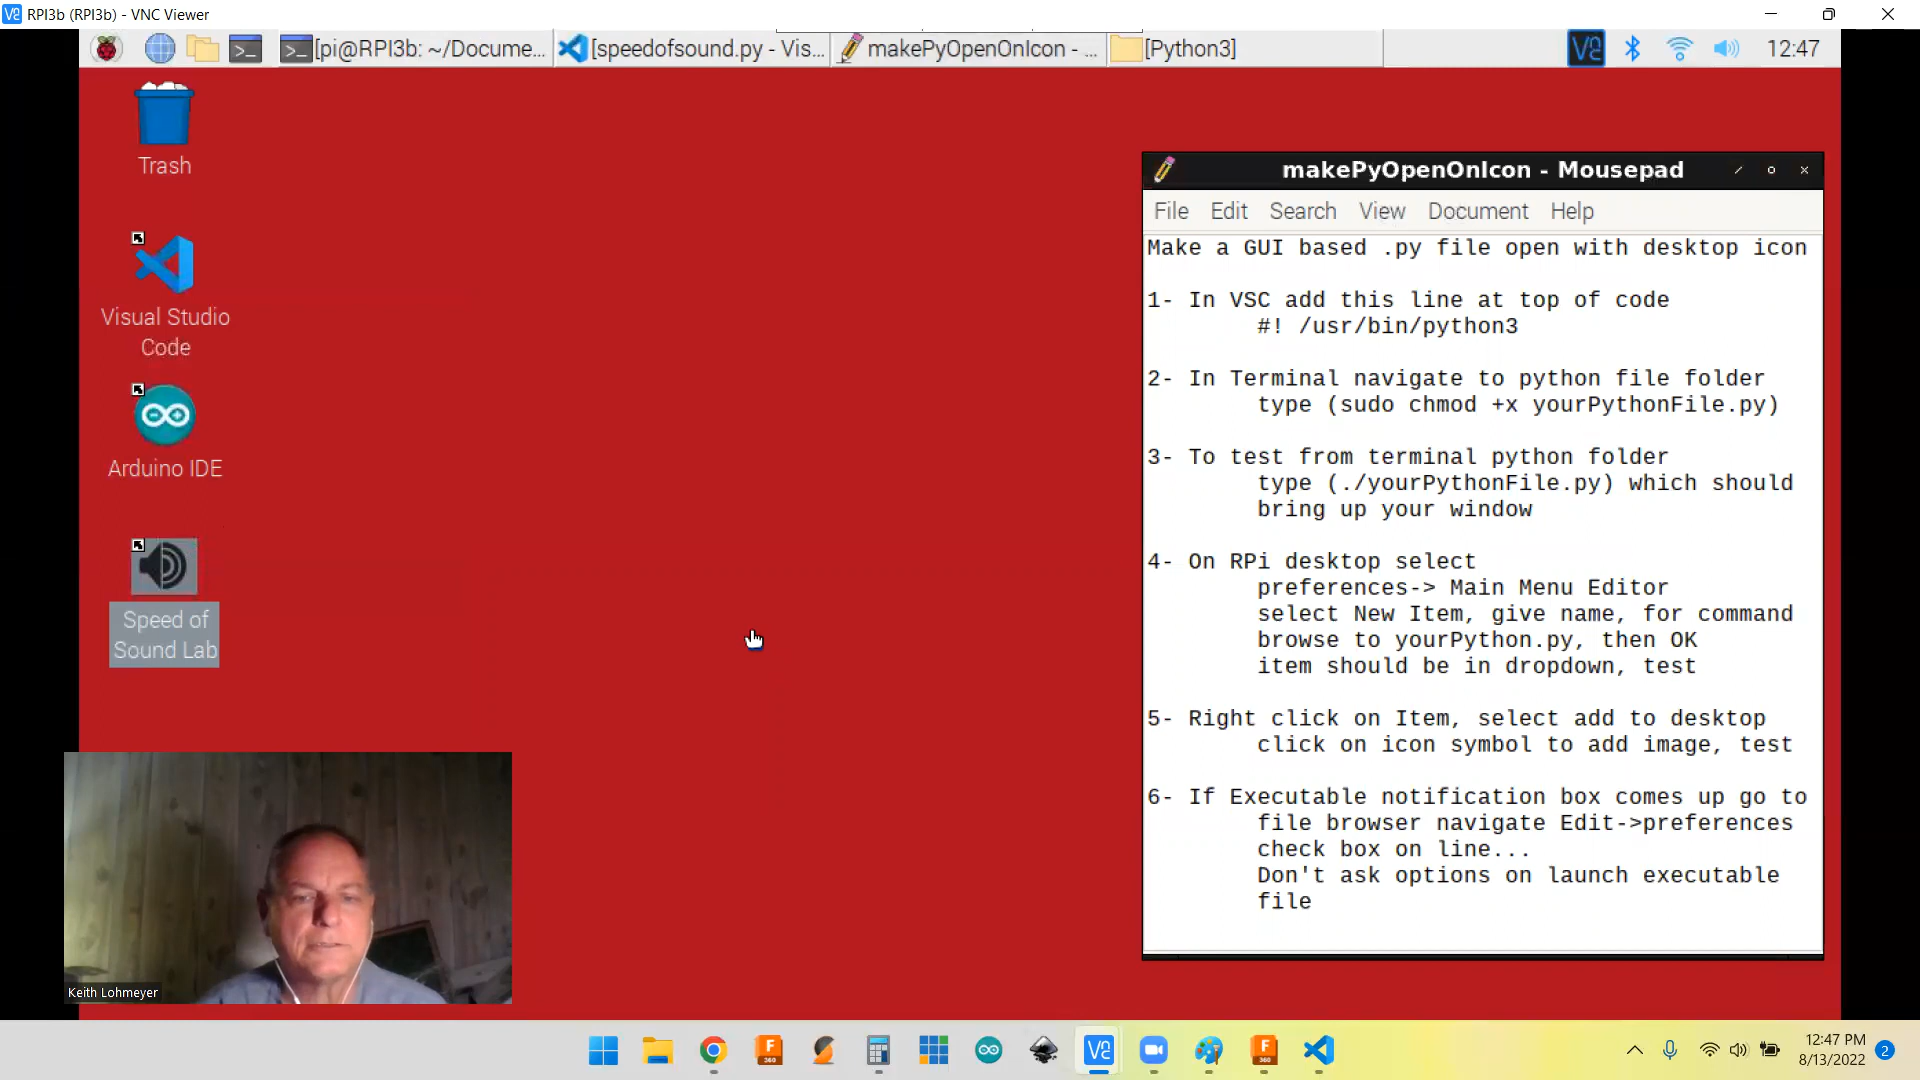 RPI3b (RPI3b) - VNC Viewer
[pi@RPI3b: ~/Docume...
[speedofsound.py - Vis...
makePyOpenOnIcon - ...
[Python3]
12:47
Trash
Visual Studio
Code
Arduino IDE
Speed of
Sound Lab
makePyOpenOnIcon - Mousepad
File Edit Search View Document Help
Make a GUI based .py file open with desktop icon
1- In VSC add this line at top of code
#! /usr/bin/python3
2- In Terminal navigate to python file folder
type (sudo chmod +x yourPythonFile.py)
3- To test from terminal python folder
type (./yourPythonFile.py) which should
bring up your window
4- On RPi desktop select
preferences-> Main Menu Editor
select New Item, give name, for command
browse to yourPython.py, then OK
item should be in dropdown, test
5- Right click on Item, select add to desktop
click on icon symbol to add image, test
6- If Executable notification box comes up go to
file browser navigate Edit->preferences
check box on line...
Don't ask options on launch executable
file
Keith Lohmeyer
12:47 PM
8/13/2022
2